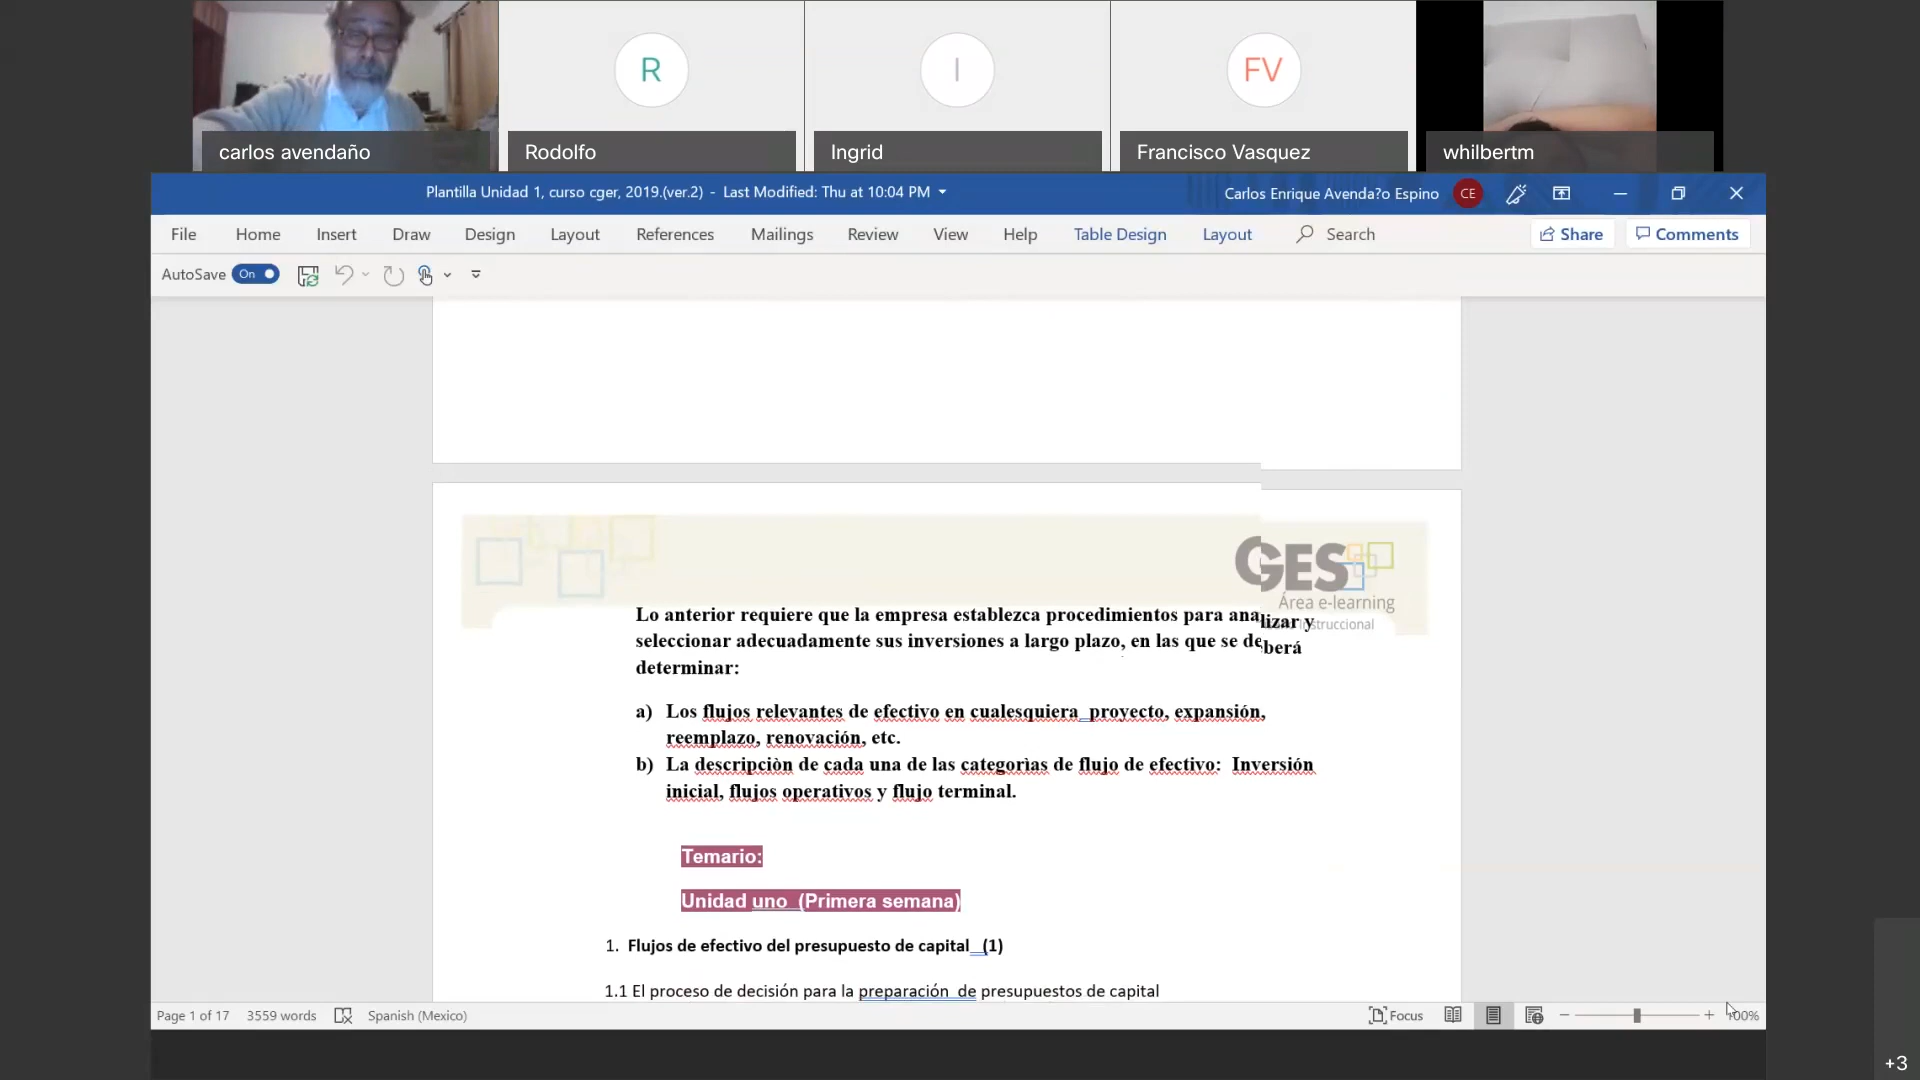 R
I
FV
carlos avendaño
Rodolfo
Ingrid
Francisco Vasquez
whilbertm
Plantilla Unidad 1, curso cger, 2019.(ver.2) - Last Modified: Thu at 10:04 PM
Carlos Enrique Avenda?o Espino
CE
File Home Insert Draw Design Layout References Mailings Review View Help Table Design Layout Search Share Comments
AutoSave On
GES
Área e-learning
instruccional
Lo anterior requiere que la empresa establezca procedimientos para analizar y
seleccionar adecuadamente sus inversiones a largo plazo, en las que se deberá
determinar:
a) Los flujos relevantes de efectivo en cualesquiera proyecto, expansión,
reemplazo, renovación, etc.
b) La descripciòn de cada una de las categorìas de flujo de efectivo: Inversión
inicial, flujos operativos y flujo terminal.
Temario:
Unidad uno (Primera semana)
1. Flujos de efectivo del presupuesto de capital (1)
1.1 El proceso de decisión para la preparación de presupuestos de capital
Page 1 of 17 3559 words Spanish (Mexico) Focus 100%
+3